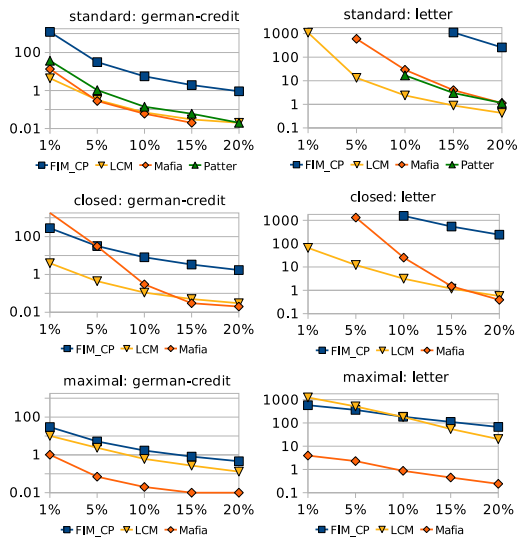 standard: german-credit
100
1
0.01
1% 5% 10% 15% 20%
FIM_CP LCM Mafia Patter
standard: letter
1000
100
10
1
0.1
1% 5% 10% 15% 20%
FIM_CP LCM Mafia Patter
closed: german-credit
100
1
0.01
1% 5% 10% 15% 20%
FIM_CP LCM Mafia
closed: letter
1000
100
10
1
0.1
1% 5% 10% 15% 20%
FIM_CP LCM Mafia
maximal: german-credit
100
1
0.01
1% 5% 10% 15% 20%
FIM_CP LCM Mafia
maximal: letter
10000
1000
100
10
1
0.1
1% 5% 10% 15% 20%
FIM_CP LCM Mafia